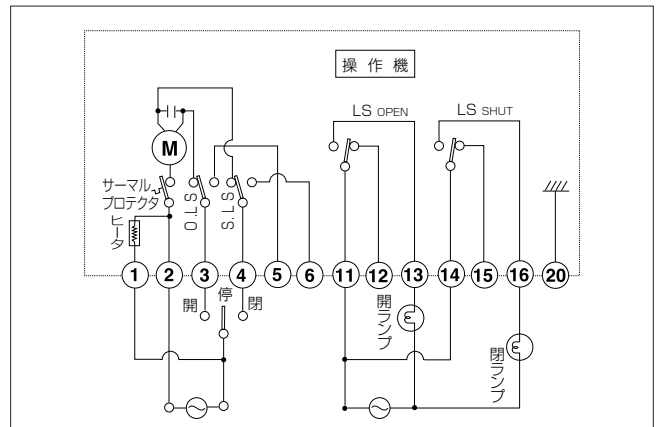 操作機
LS OPEN
LS SHUT
M
サーマル
プロテクタ
O.L.S
S.L.S
ヒータ
1 2 3 4 5 6 11 12 13 14 15 16 20
開
停
閉
開ランプ
閉ランプ